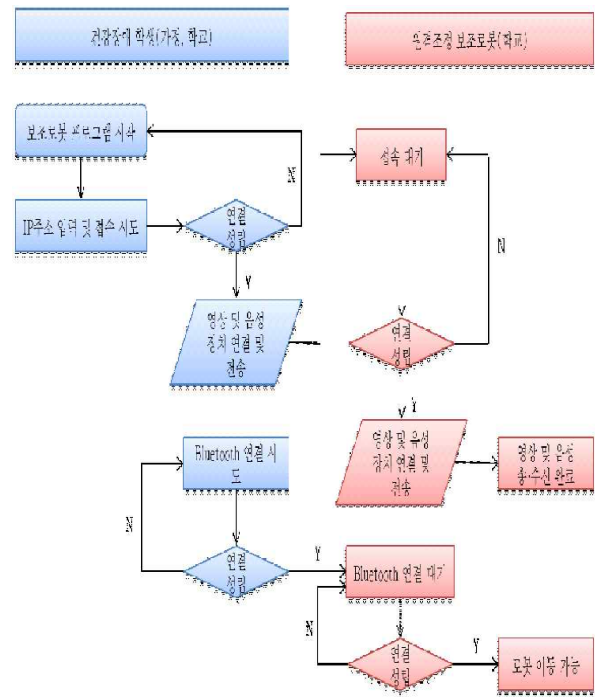 건강장애 학생(가정, 학교)
원격조정 보조로봇(학교)
보조로봇 프로그램 시작
접속 대기
N
IP주소 입력 및 접수 시도
연결
성립
N
Y
영상 및 음성
장치 연결 및
전송
연결
성립
Y
Bluetooth 연결 시
도
영상 및 음성
장치 연결 및
전송
영상 및 음성
송·수신 완료
N
연결
성립
Y
Bluetooth 연결 대기
N
연결
성립
Y
로봇 이동 가능